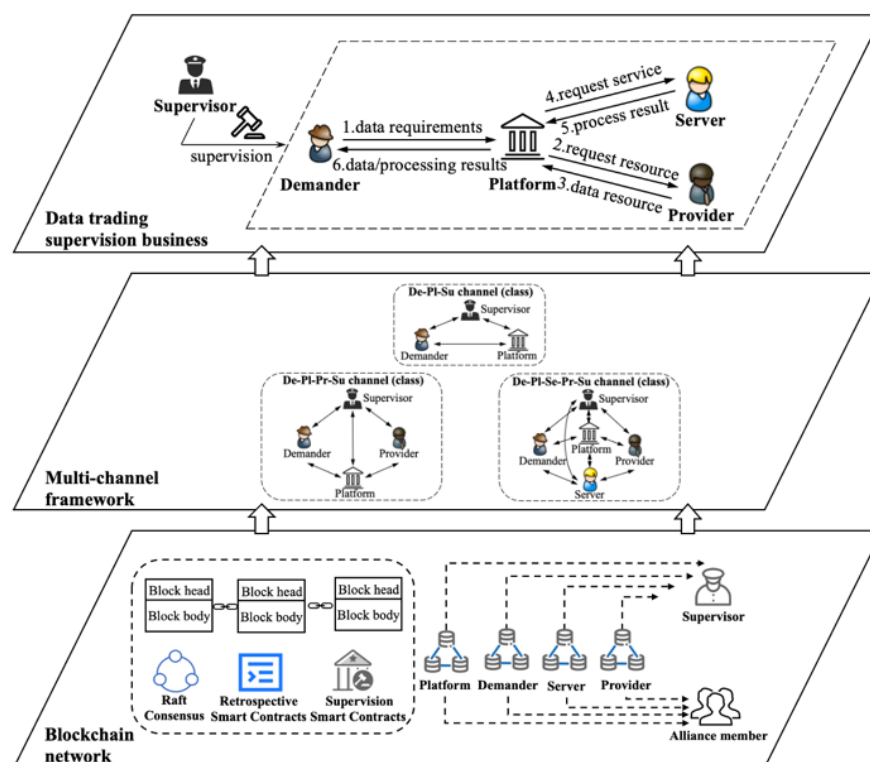 4.request service
Supervisor
Server
1.data requirements
5.process result
supervision
2.request resource
6.data/processing results
Demander
Platform
3.data resource
Provider
Data trading
supervision business
De-Pl-Su channel (class)
Supervisor
Demander
Platform
De-Pl-Pr-Su channel (class)
Supervisor
Demander
Provider
Platform
De-Pl-Se-Pr-Su channel (class)
Supervisor
Platform
Demander
Provider
Server
Multi-channel
framework
Block head
Block head
Block head
Block body
Block body
Block body
Supervisor
Raft
Consensus
Retrospective
Smart Contracts
Supervision
Smart Contracts
Platform
Demander
Server
Provider
Alliance member
Blockchain
network